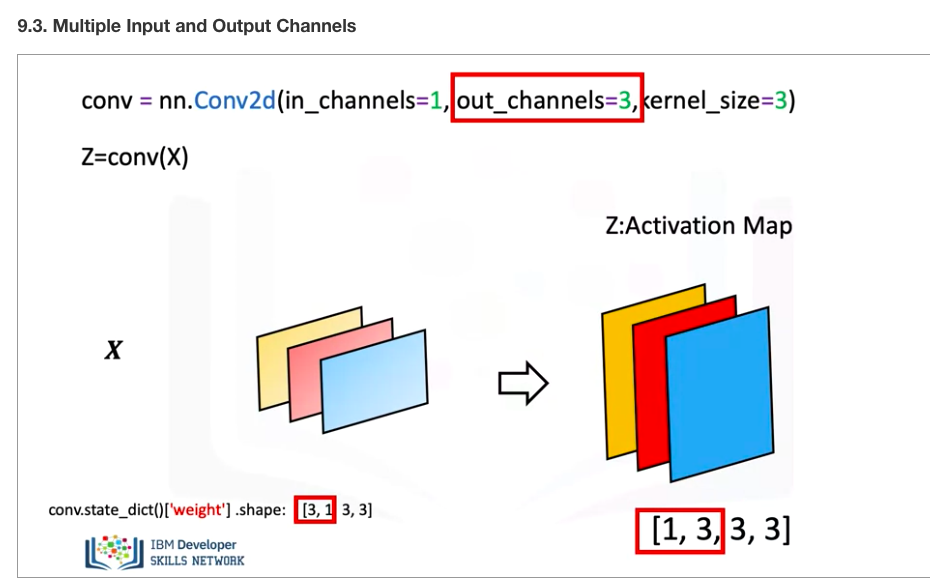 9.3. Multiple Input and Output Channels
conv = nn.Conv2d(in_channels=1, out_channels=3,kernel_size=3)
Z=conv(X)
Z:Activation Map
X
conv.state_dict()['weight'] .shape: [3, 1 3, 3]
[1, 3, 3, 3]
IBM Developer
SKILLS NETWORK